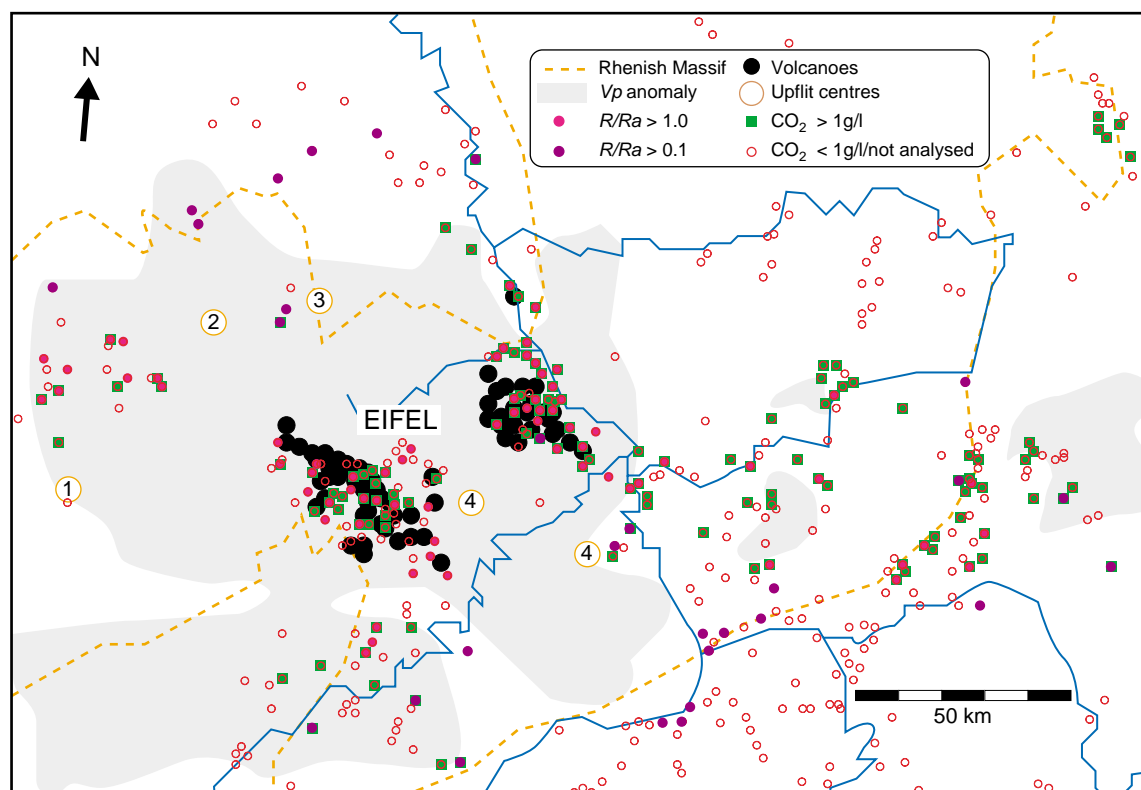 N
Rhenish Massif
Volcanoes
Vp anomaly
Upflit centres
R/Ra > 1.0
CO₂ > 1g/l
R/Ra > 0.1
CO₂ < 1g/l/not analysed
3
2
EIFEL
1
4
4
50 km